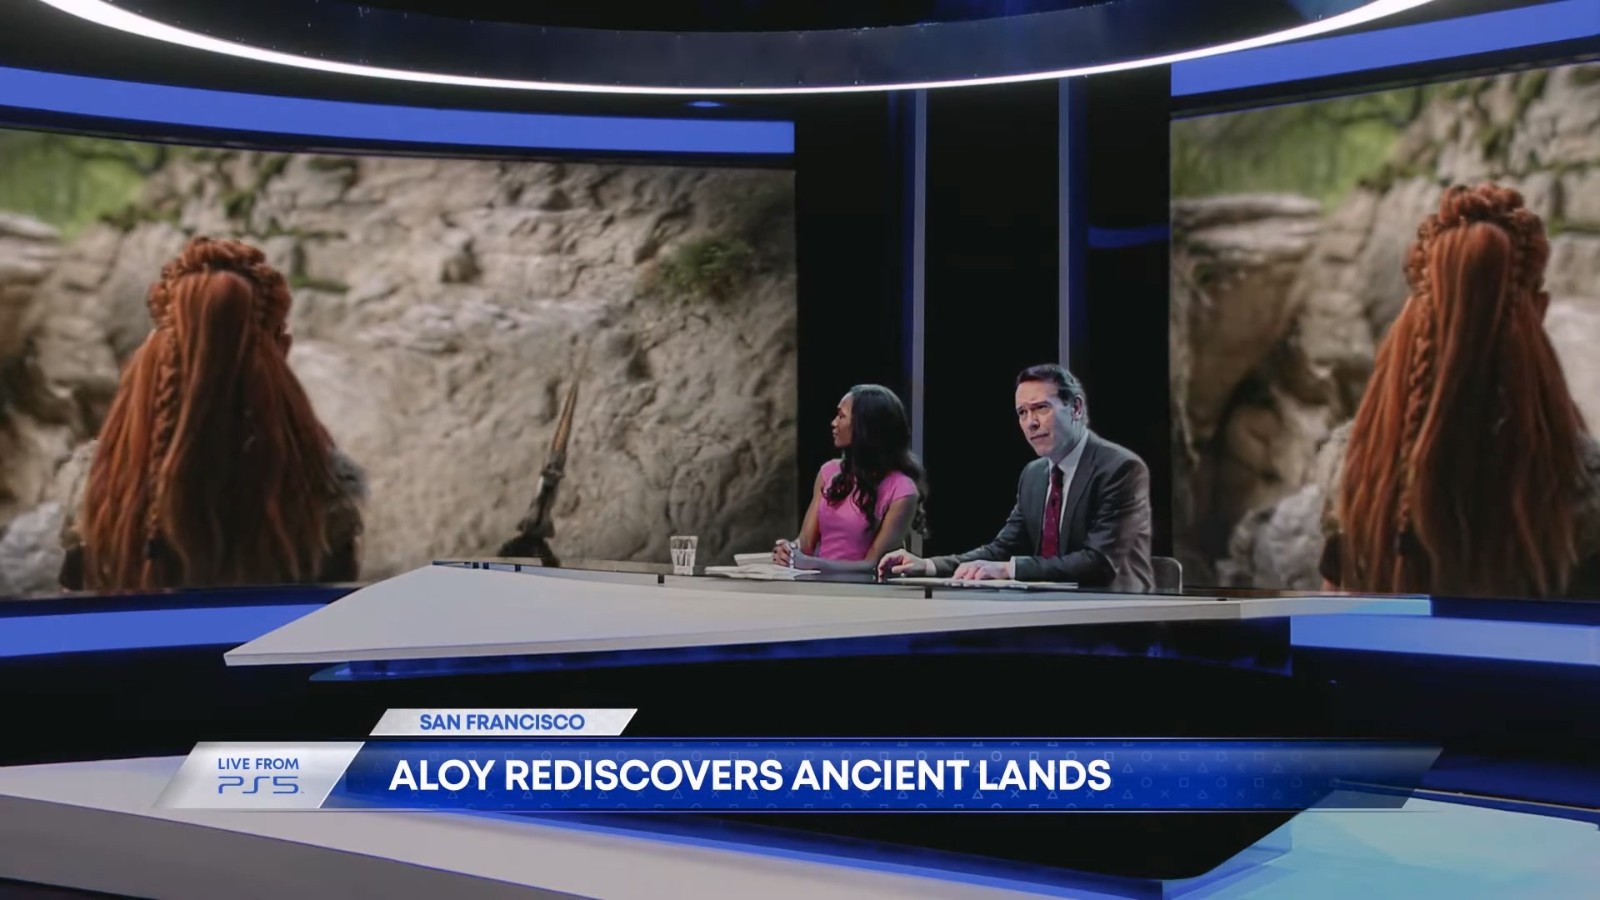 SAN FRANCISCO
LIVE FROM
PS5
ALOY REDISCOVERS ANCIENT LANDS